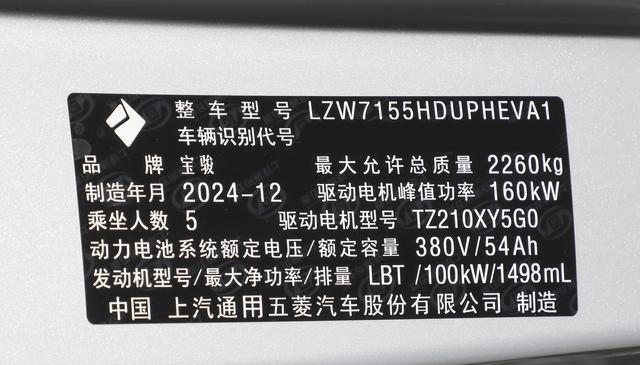 整车型号 LZW7155HDUPHEVA1
车辆识别代号
品牌 宝骏 最大允许总质量 2260kg
制造年月 2024-12 驱动电机峰值功率 160kW
乘坐人数 5 驱动电机型号 TZ210XY5G0
动力电池系统额定电压/额定容量 380V/54Ah
发动机型号/最大净功率/排量 LBT/100kW/1498mL
中国 上汽通用五菱汽车股份有限公司 制造